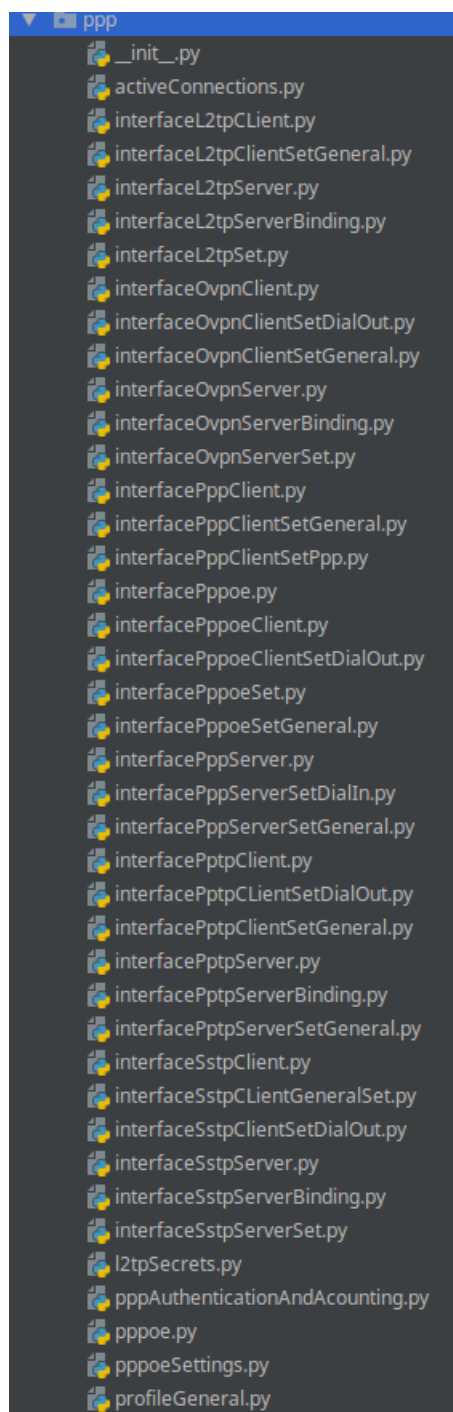 ppp
__init__.py
activeConnections.py
interfaceL2tpCLient.py
interfaceL2tpClientSetGeneral.py
interfaceL2tpServer.py
interfaceL2tpServerBinding.py
interfaceL2tpSet.py
interfaceOvpnClient.py
interfaceOvpnClientSetDialOut.py
interfaceOvpnClientSetGeneral.py
interfaceOvpnServer.py
interfaceOvpnServerBinding.py
interfaceOvpnServerSet.py
interfacePppClient.py
interfacePppClientSetGeneral.py
interfacePppClientSetPpp.py
interfacePppoe.py
interfacePppoeClient.py
interfacePppoeClientSetDialOut.py
interfacePppoeSet.py
interfacePppoeSetGeneral.py
interfacePppServer.py
interfacePppServerSetDialIn.py
interfacePppServerSetGeneral.py
interfacePptpClient.py
interfacePptpCLientSetDialOut.py
interfacePptpClientSetGeneral.py
interfacePptpServer.py
interfacePptpServerBinding.py
interfacePptpServerSetGeneral.py
interfaceSstpClient.py
interfaceSstpCLientGeneralSet.py
interfaceSstpClientSetDialOut.py
interfaceSstpServer.py
interfaceSstpServerBinding.py
interfaceSstpServerSet.py
l2tpSecrets.py
pppAuthenticationAndAcounting.py
pppoe.py
pppoeSettings.py
profileGeneral.py